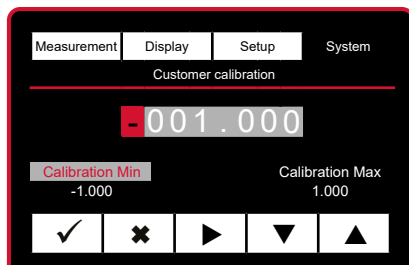 Measurement Display Setup System
Customer calibration
-001.000
Calibration Min Calibration Max
-1.000 1.000